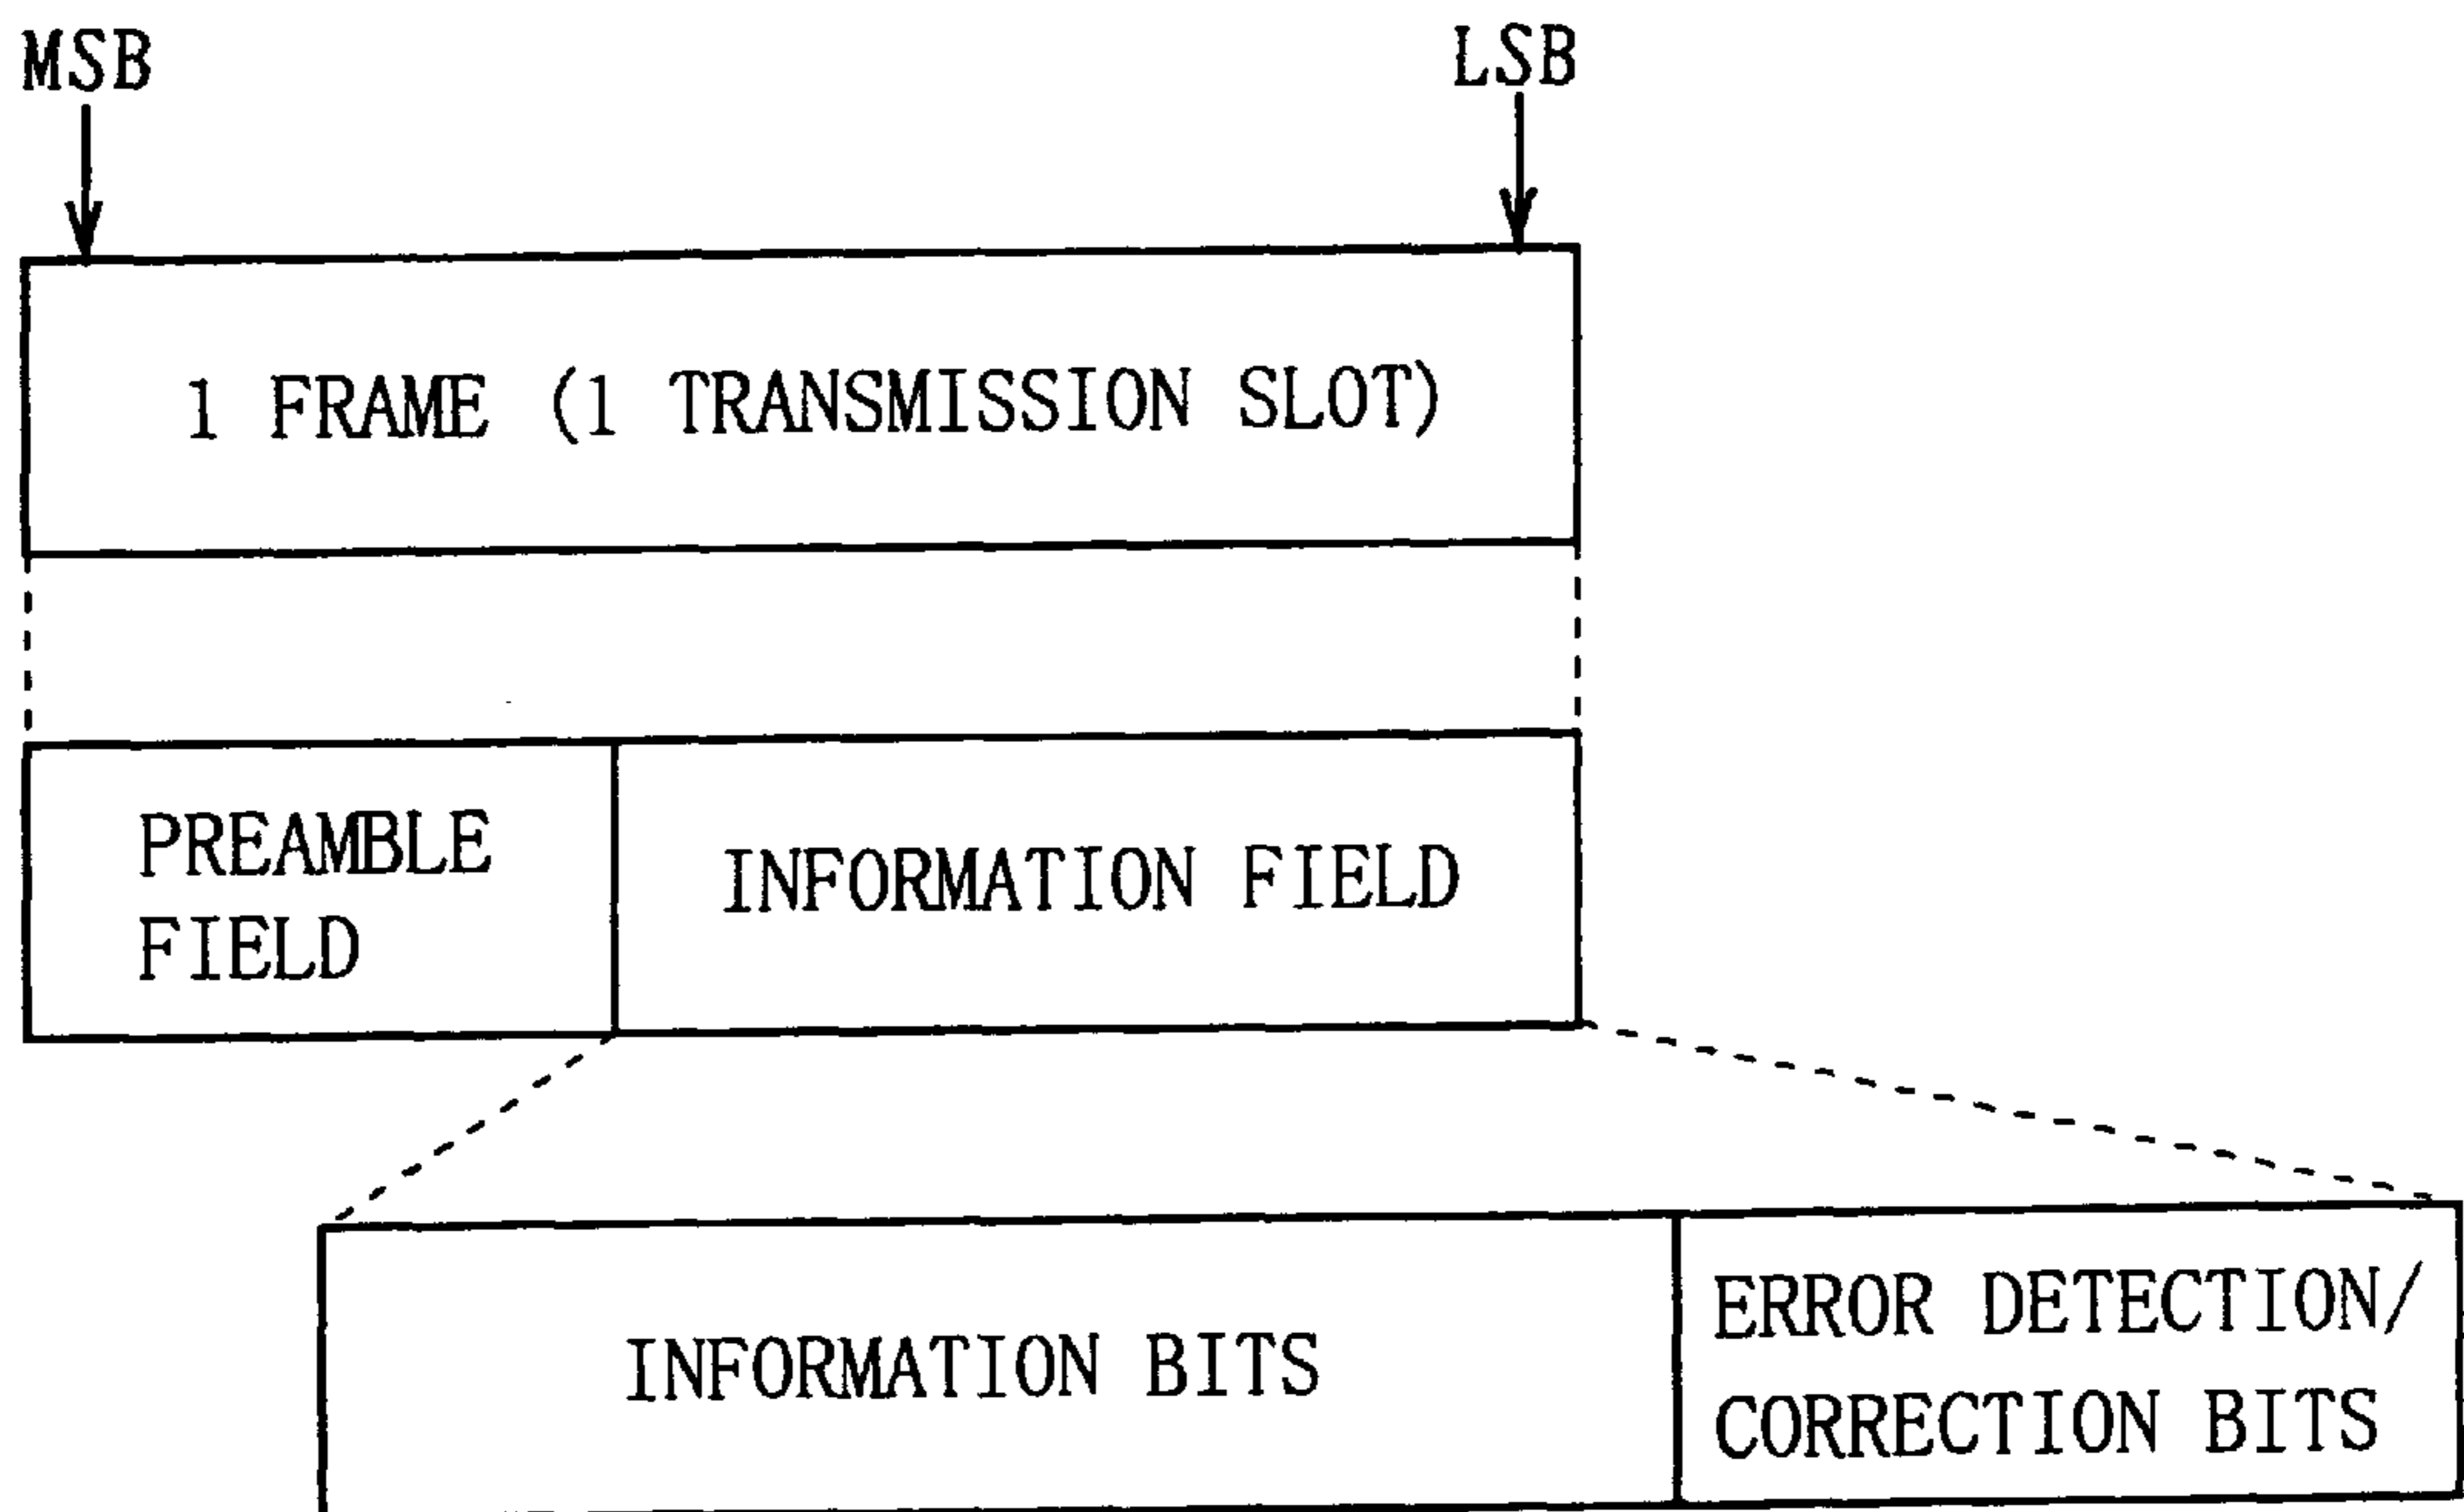 MSB
LSB
1 FRAME (1 TRANSMISSION SLOT)
PREAMBLE
FIELD
INFORMATION FIELD
INFORMATION BITS
ERROR DETECTION/
CORRECTION BITS